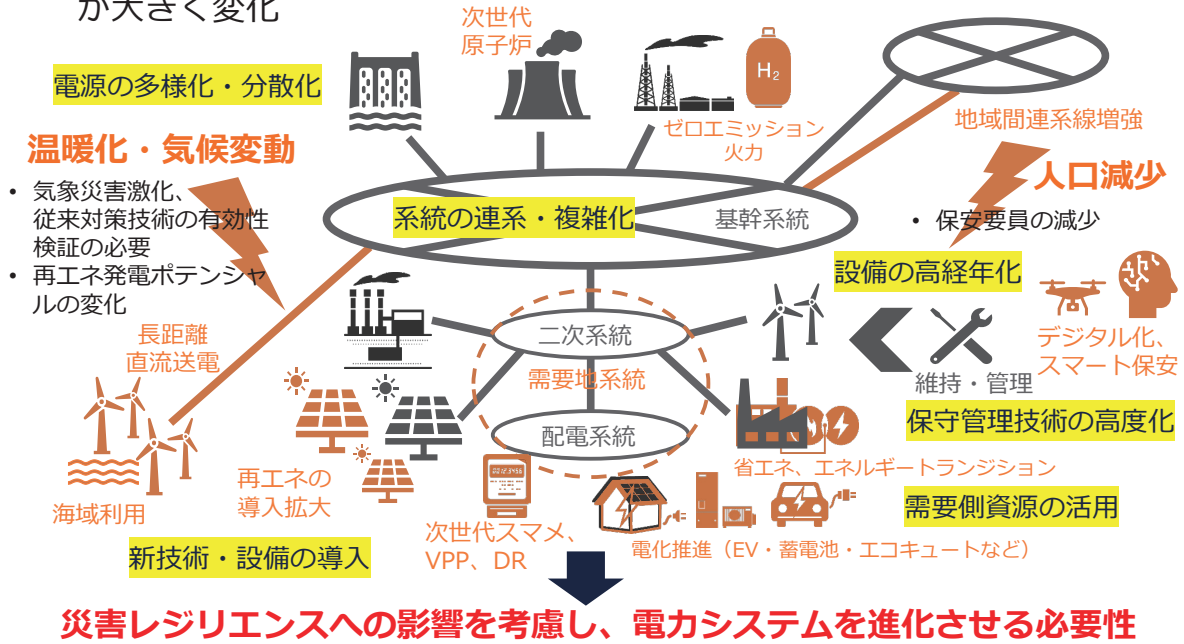 が大きく変化
次世代
原子炉
電源の多様化・分散化
H₂
ゼロエミッション
火力
地域間連系線増強
温暖化・気候変動
• 気象災害激化、
従来対策技術の有効性
検証の必要
• 再エネ発電ポテンシャ
ルの変化
系統の連系・複雑化
基幹系統
人口減少
• 保安要員の減少
設備の高経年化
長距離
直流送電
二次系統
需要地系統
配電系統
デジタル化、
スマート保安
維持・管理
保守管理技術の高度化
海域利用
再エネの
導入拡大
00123456
次世代スマメ、
VPP、DR
省エネ、エネルギートランジション
需要側資源の活用
電化推進（EV・蓄電池・エコキュートなど）
新技術・設備の導入
災害レジリエンスへの影響を考慮し、電力システムを進化させる必要性